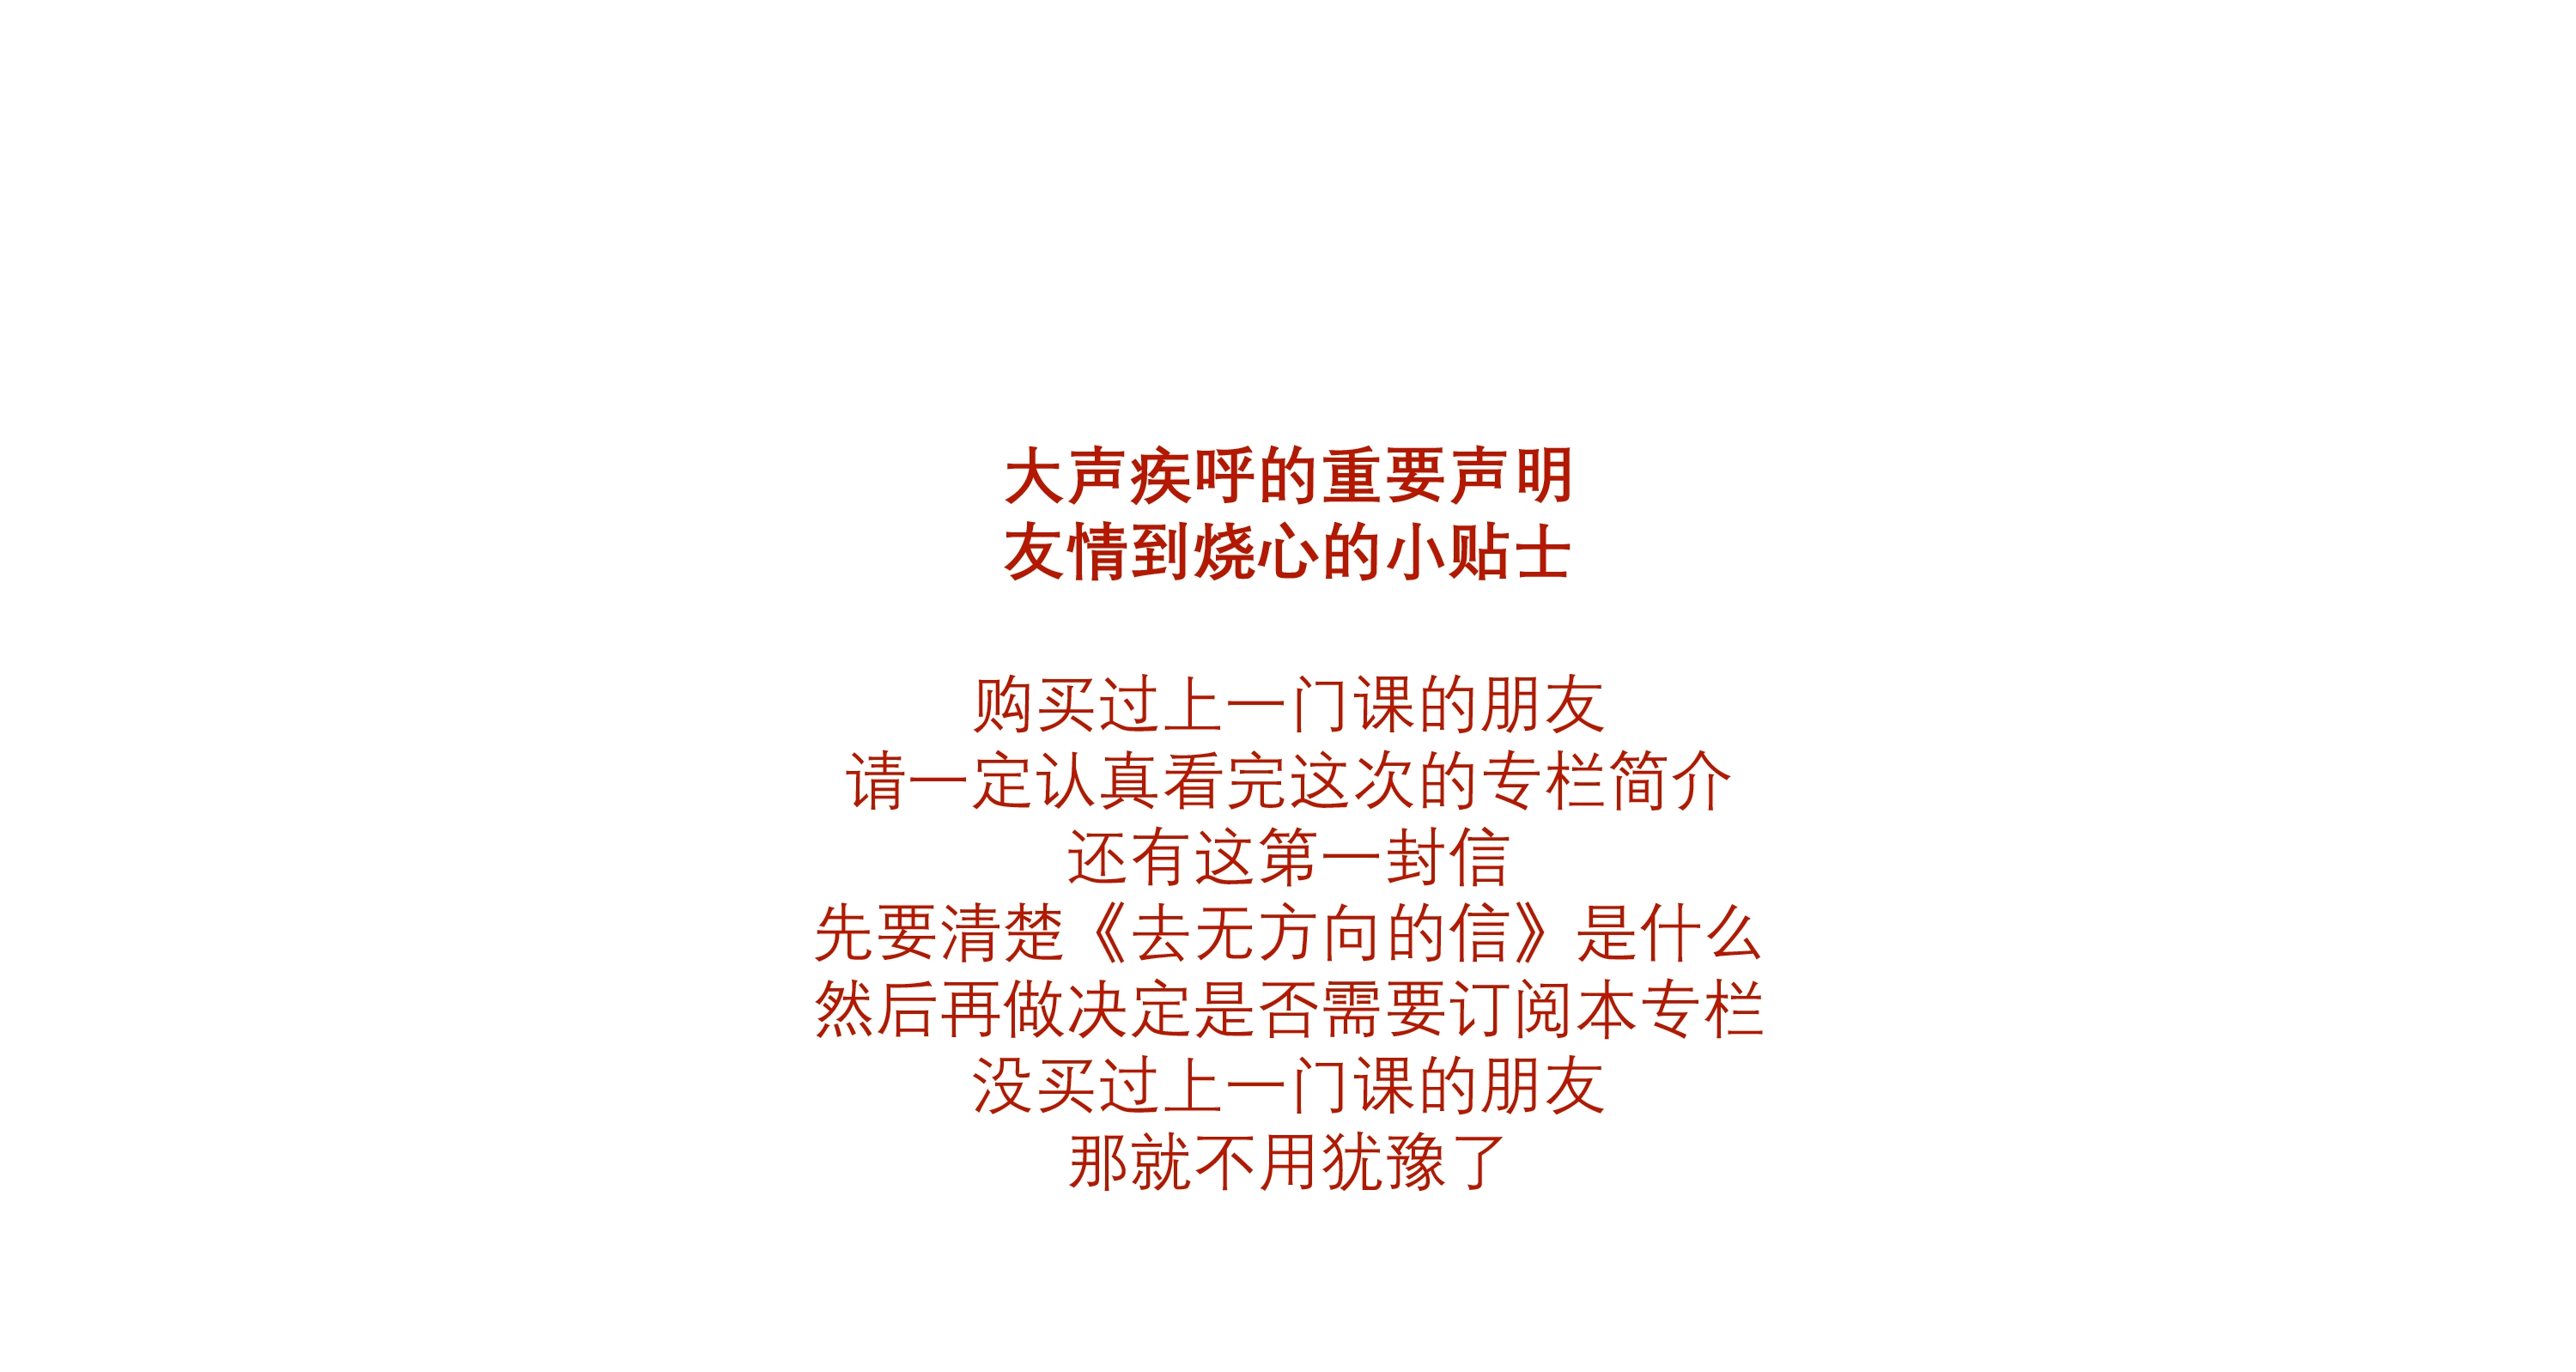 大声疾呼的重要声明
友情到烧心的小贴士
购买过上一门课的朋友
请一定认真看完这次的专栏简介
还有这第一封信
先要清楚《去无方向的信》是什么
然后再做决定是否需要订阅本专栏
没买过上一门课的朋友
那就不用犹豫了